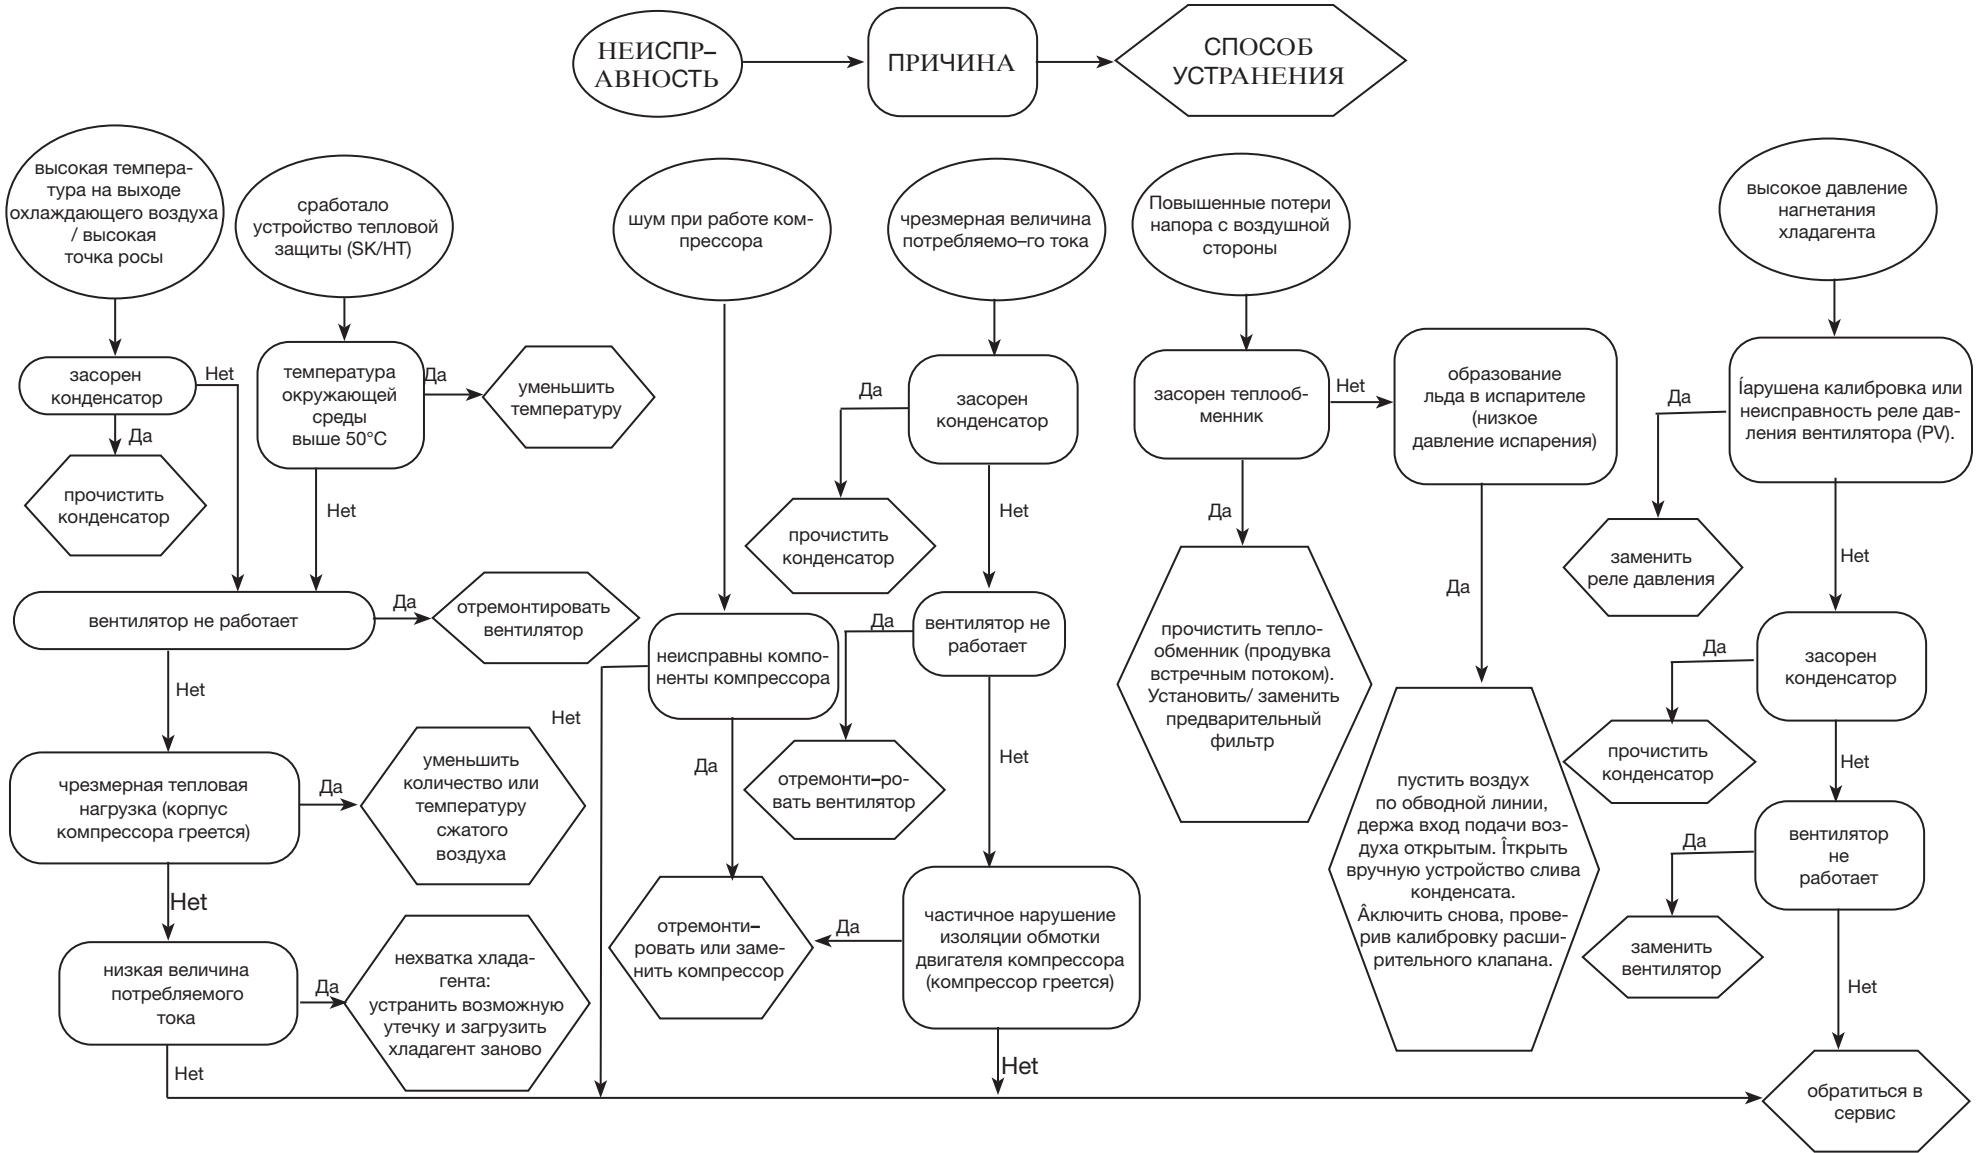 НЕИСПР–
АВНОСТЬ
ПРИЧИНА
СПОСОБ
УСТРАНЕНИЯ
высокая темпера-
тура на выходе
охлаждающего воздуха
/ высокая
точка росы
сработало
устройство тепловой
защиты (SK/HT)
шум при работе ком-
прессора
чрезмерная величина
потребляемо–го тока
Повышенные потери
напора с воздушной
стороны
высокое давление
нагнетания
хладагента
засорен
конденсатор
Нет
Да
прочистить
конденсатор
температура
окружающей
среды
выше 50°C
Да
уменьшить
температуру
Нет
вентилятор не работает
Да
отремонтировать
вентилятор
Нет
чрезмерная тепловая
нагрузка (корпус
компрессора греется)
Да
уменьшить
количество или
температуру
сжатого
воздуха
Нет
низкая величина
потребляемого
тока
Да
нехватка хлада-
гента:
устранить возможную
утечку и загрузить
хладагент заново
Нет
неисправны компо-
ненты компрессора
Нет
Да
отремонти–
ровать или заме-
нить компрессор
засорен
конденсатор
Да
прочистить
конденсатор
Нет
вентилятор не
работает
Да
отремонти–ро-
вать вентилятор
Нет
частичное нарушение
изоляции обмотки
двигателя компрессора
(компрессор греется)
Да
Нет
засорен теплооб-
менник
Нет
Да
прочистить тепло-
обменник (продувка
встречным потоком).
Установить/ заменить
предварительный
фильтр
образование
льда в испарителе
(низкое
давление испарения)
Да
пустить воздух
по обводной линии,
держа вход подачи воз-
духа открытым. Îткрыть
вручную устройство слива
конденсата.
Âключить снова, прове-
рив калибровку расши-
рительного клапана.
Íарушена калибровка или
неисправность реле дав-
ления вентилятора (PV).
Да
заменить
реле давления
Нет
засорен
конденсатор
Да
прочистить
конденсатор
Нет
вентилятор
не
работает
Да
заменить
вентилятор
Нет
обратиться в
сервис